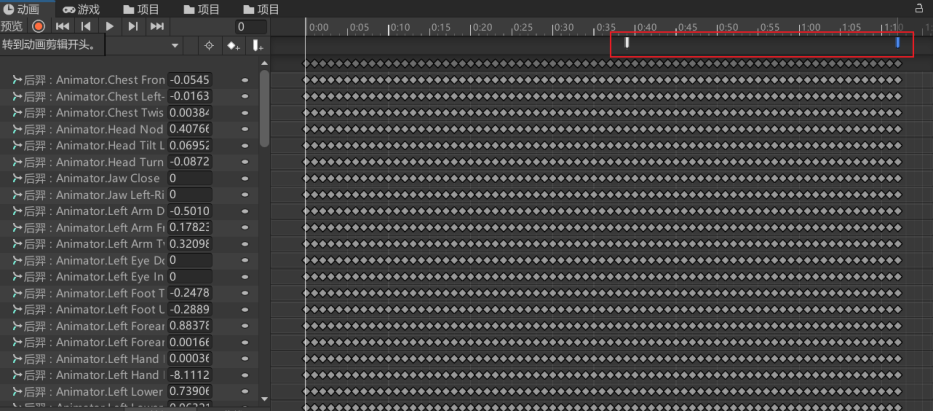 动画 游戏 项目 项目 项目
预览 0 0:00 0:05 0:10 0:15 0:20 0:25 0:30 0:35 0:40 0:45 0:50 0:55 1:00 1:05 1:10
转到动画剪辑开头。
后羿 : Animator.Chest Fron -0.0545
后羿 : Animator.Chest Left- -0.0163
后羿 : Animator.Chest Twis 0.00384
后羿 : Animator.Head Nod 0.40766
后羿 : Animator.Head Tilt L 0.06952
后羿 : Animator.Head Turn -0.0872
后羿 : Animator.Jaw Close 0
后羿 : Animator.Jaw Left-Ri 0
后羿 : Animator.Left Arm D -0.5010
后羿 : Animator.Left Arm Fr 0.17823
后羿 : Animator.Left Arm Tv 0.32098
后羿 : Animator.Left Eye Do 0
后羿 : Animator.Left Eye In 0
后羿 : Animator.Left Foot T -0.2478
后羿 : Animator.Left Foot U -0.2889
后羿 : Animator.Left Forear 0.88378
后羿 : Animator.Left Forear 0.00166
后羿 : Animator.Left Hand 0.00036
后羿 : Animator.Left Hand -8.1112
后羿 : Animator.Left Lower 0.73906